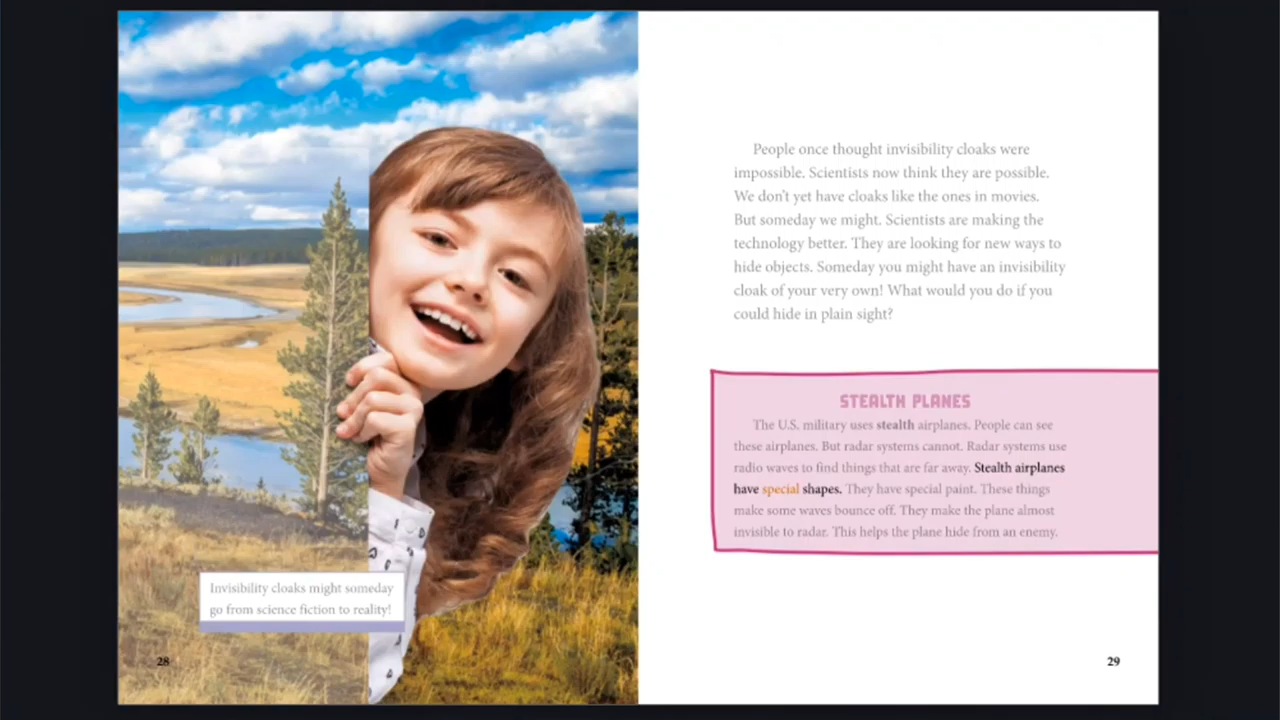 Invisibility cloaks might someday
go from science fiction to reality!
28
People once thought invisibility cloaks were
impossible. Scientists now think they are possible.
We don't yet have cloaks like the ones in movies.
But someday we might. Scientists are making the
technology better. They are looking for new ways to
hide objects. Someday you might have an invisibility
cloak of your very own! What would you do if you
could hide in plain sight?
STEALTH PLANES
The U.S. military uses stealth airplanes. People can see
these airplanes. But radar systems cannot. Radar systems use
radio waves to find things that are far away. Stealth airplanes
have special shapes. They have special paint. These things
make some waves bounce off. They make the plane almost
invisible to radar. This helps the plane hide from an enemy.
29